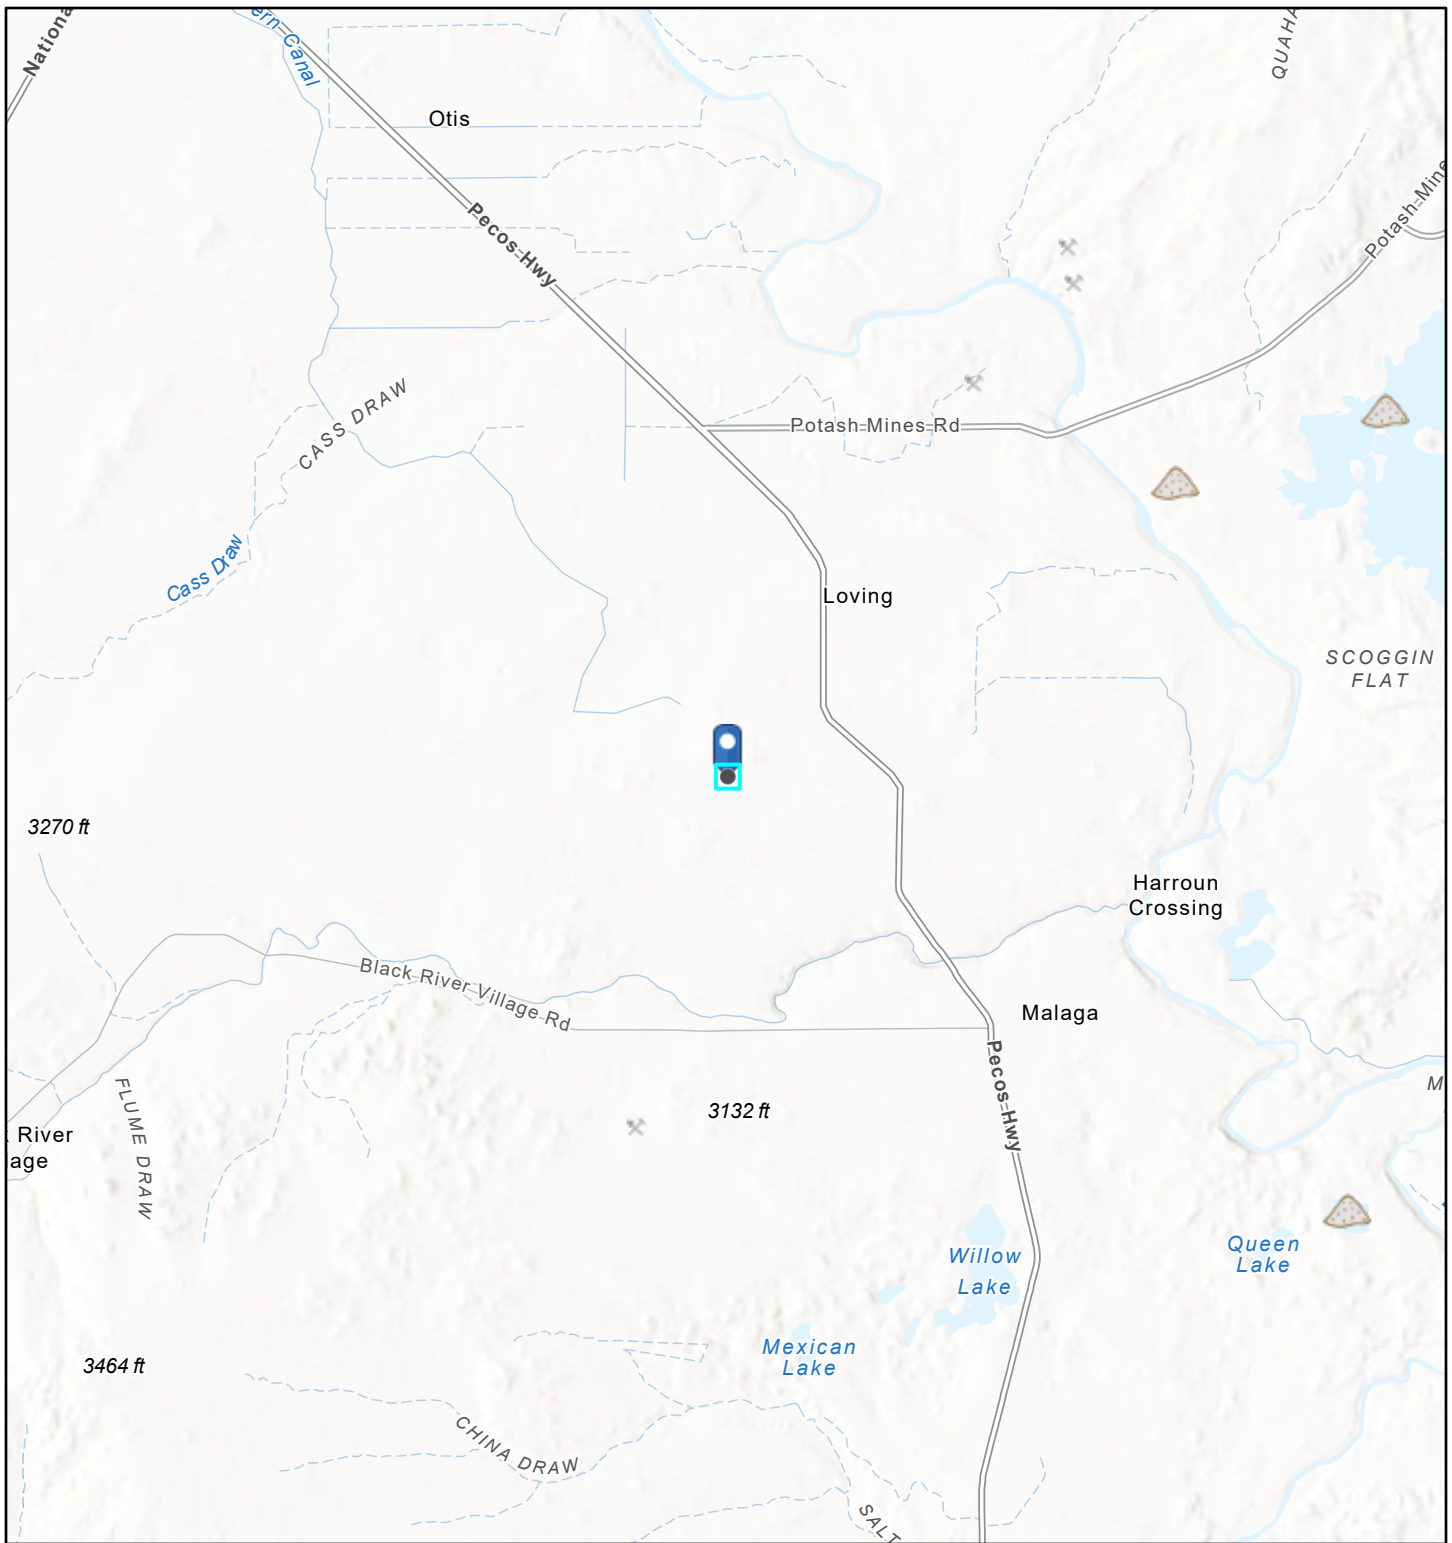 National
ern Canal
QUAHA
Otis
Potash Mine
Pecos Hwy
CASS DRAW
Potash Mines Rd
Cass Draw
Loving
SCOGGIN
FLAT
3270 ft
Harroun
Crossing
Black River Village Rd
Malaga
Pecos Hwy
FLUME DRAW
M
3132 ft
River
age
Willow
Lake
Queen
Lake
Mexican
Lake
3464 ft
CHINA DRAW
SALT